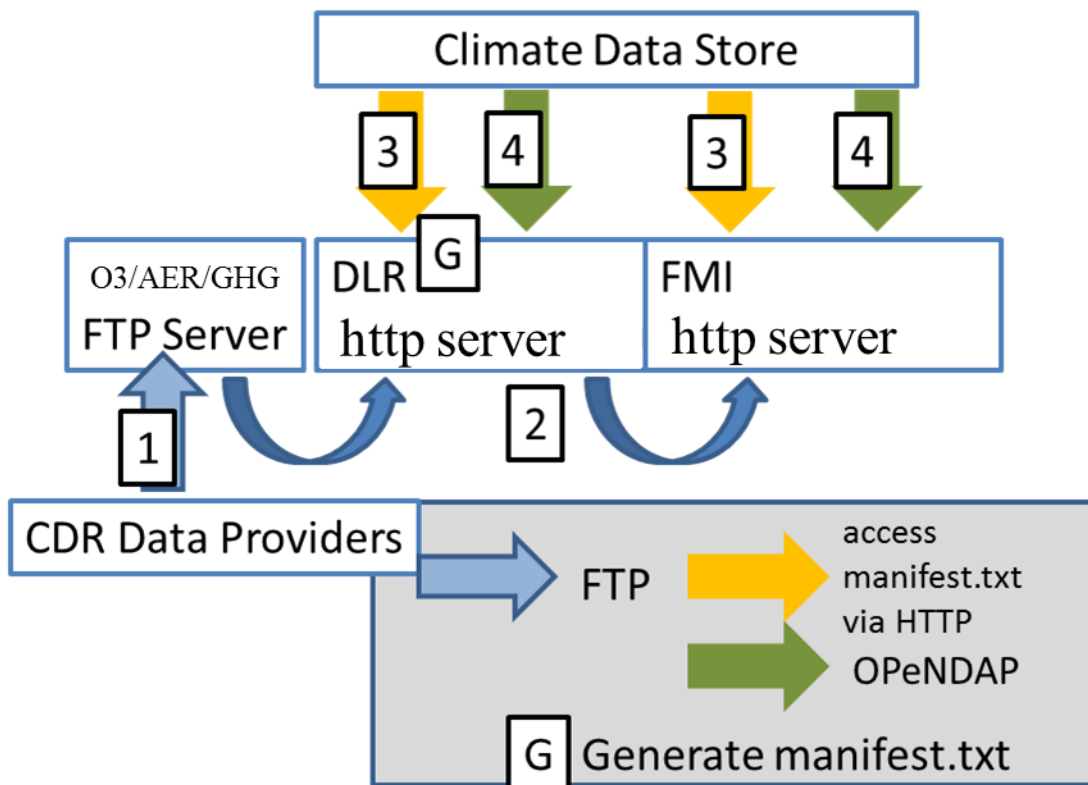 Climate Data Store
3
4
3
4
G
O3/AER/GHG
FTP Server
DLR
http server
FMI
http server
1
2
CDR Data Providers
FTP
access
manifest.txt
via HTTP
OPeNDAP
G Generate manifest.txt